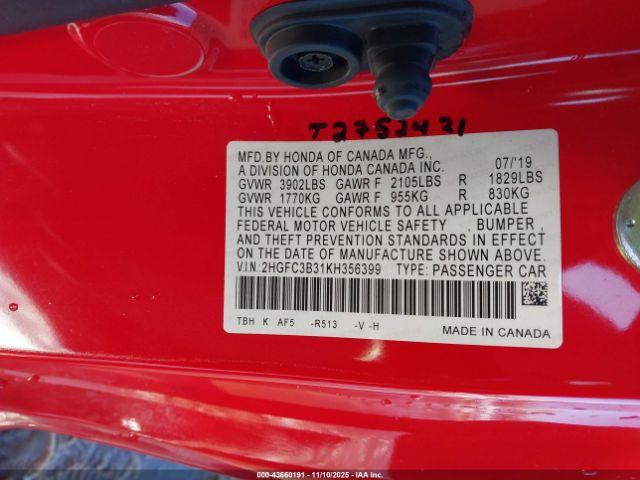 T2752431
MFD.BY HONDA OF CANADA MFG., 07/'19
A DIVISION OF HONDA CANADA INC.
GVWR 3902LBS GAWR F 2105LBS R 1829LBS
GVWR 1770KG GAWR F 955KG R 830KG
THIS VEHICLE CONFORMS TO ALL APPLICABLE
FEDERAL MOTOR VEHICLE SAFETY , BUMPER ,
AND THEFT PREVENTION STANDARDS IN EFFECT
ON THE DATE OF MANUFACTURE SHOWN ABOVE.
V.I.N:2HGFC3B31KH356399 TYPE: PASSENGER CAR
TBH K AF5 -R513 -V -H
MADE IN CANADA
000-43660191 - 11/10/2025 - IAA Inc.